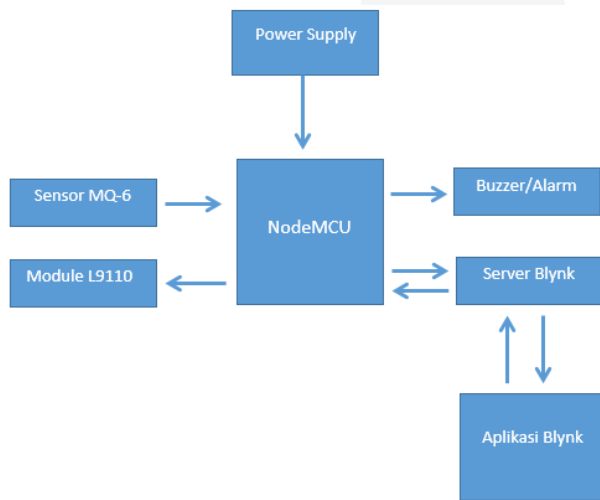 Power Supply
Sensor MQ-6
NodeMCU
Buzzer/Alarm
Module L9110
Server Blynk
Aplikasi Blynk